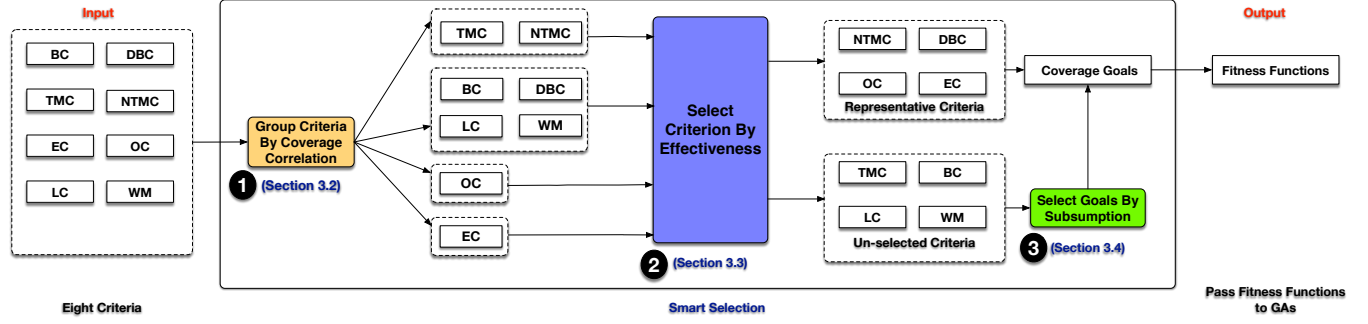 Input
BC DBC
TMC NTMC
EC OC
LC WM
Eight Criteria
Group Criteria
By Coverage
Correlation
1 (Section 3.2)
TMC NTMC
BC DBC
LC WM
OC
EC
Select
Criterion By
Effectiveness
2 (Section 3.3)
NTMC DBC
OC EC
Representative Criteria
TMC BC
LC WM
Un-selected Criteria
Coverage Goals
Select Goals By
Subsumption
3 (Section 3.4)
Smart Selection
Output
Fitness Functions
Pass Fitness Functions
to GAs